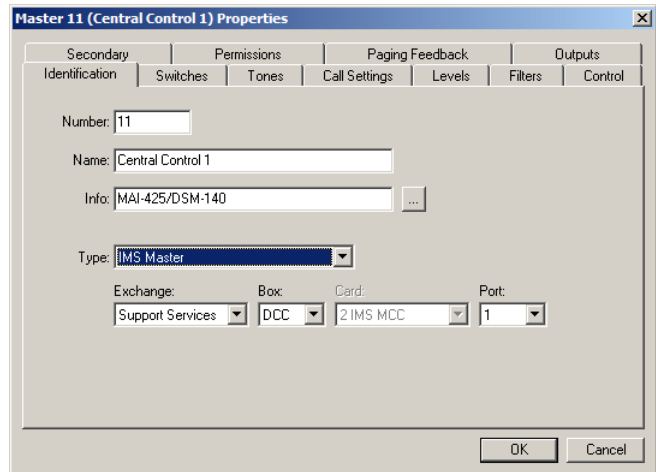 Master 11 (Central Control 1) Properties
Secondary Permissions Paging Feedback Outputs
Identification Switches Tones Call Settings Levels Filters Control
Number: 11
Name: Central Control 1
Info: MAI-425/DSM-140 ...
Type: IMS Master
Exchange: Box: Card: Port:
Support Services DCC 2 IMS MCC 1
OK Cancel